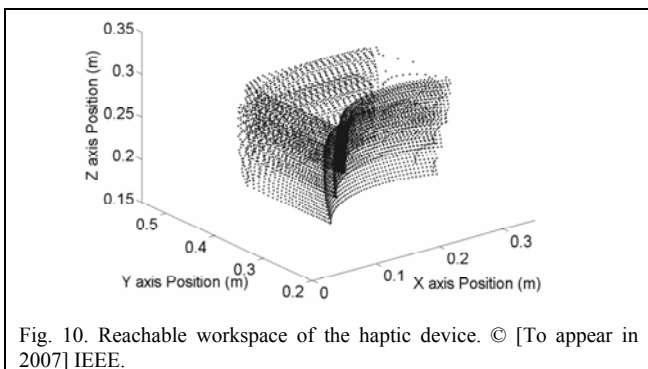 0.35
0.3
0.25
0.2
0.15
Z axis Position (m)
0.5
0.4
0.3
0.2
Y axis Position (m)
0
0.1
0.2
0.3
X axis Position (m)
Fig. 10. Reachable workspace of the haptic device. © [To appear in
2007] IEEE.